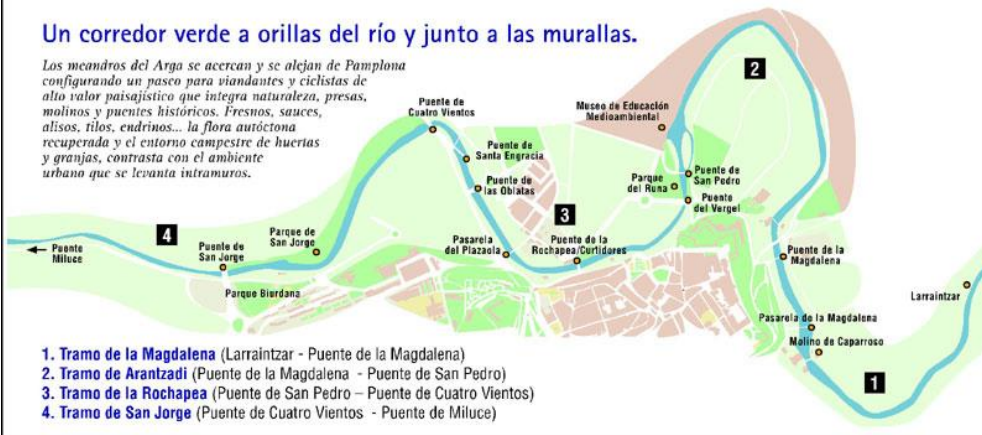 Un corredor verde a orillas del río y junto a las murallas.
Los meandros del Arga se acercan y se alejan de Pamplona
configurando un paseo para viandantes y ciclistas de
alto valor paisajístico que integra naturaleza, presas,
molinos y puentes históricos. Fresnos, sauces,
alisos, tilos, endrinos... la flora autóctona
recuperada y el entorno campestre de huertas
y granjas, contrasta con el ambiente
urbano que se levanta intramuros.
Puente de
Cuatro Vientos
Puente de
Santa Engracia
Puente de
las Oblatas
Museo de Educación
Medioambiental
2
Parque
del Runa
Puente de
San Pedro
Puente
del Vergel
3
4
Puente
Miluce
Puente de
San Jorge
Parque de
San Jorge
Parque Biurdana
Pasarela
del Plazaola
Puente de la
Rochapea/Curtidores
Puente de la
Magdalena
Larraintzar
Pasarela de la Magdalena
Molino de Caparroso
1
1. Tramo de la Magdalena (Larraintzar - Puente de la Magdalena)
2. Tramo de Arantzadi (Puente de la Magdalena - Puente de San Pedro)
3. Tramo de la Rochapea (Puente de San Pedro – Puente de Cuatro Vientos)
4. Tramo de San Jorge (Puente de Cuatro Vientos - Puente de Miluce)